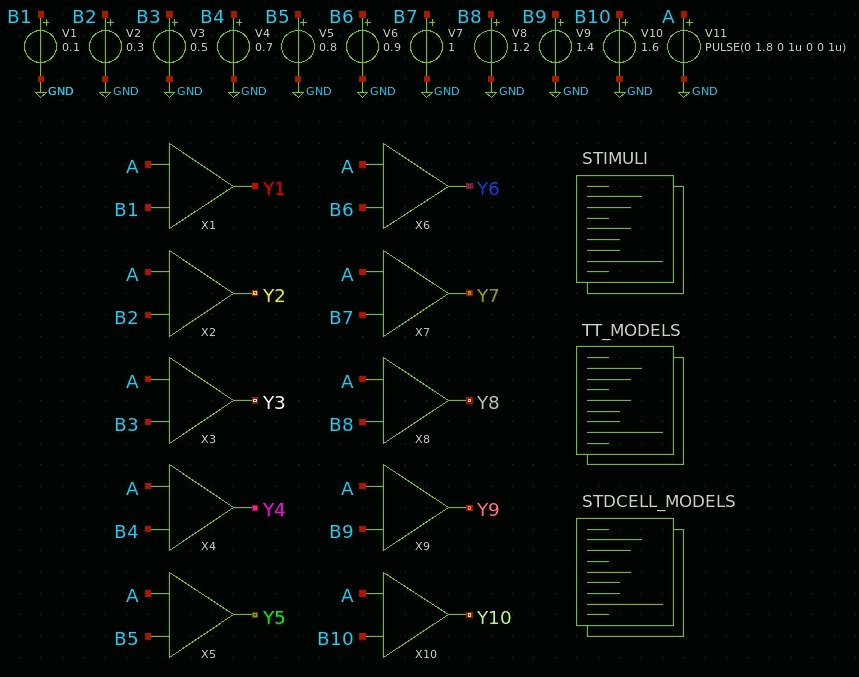 B1 B2 B3 B4 B5 B6 B7 B8 B9 B10 A
+ + + + + + + + + + +
V1 V2 V3 V4 V5 V6 V7 V8 V9 V10 V11
0.1 0.3 0.5 0.7 0.8 0.9 1 1.2 1.4 1.6 PULSE(0 1.8 0 1u 0 0 1u)
GND GND GND GND GND GND GND GND GND GND GND
A
Y1
B1
X1
A
Y2
B2
X2
A
Y3
B3
X3
A
Y4
B4
X4
A
Y5
B5
X5
A
Y6
B6
X6
A
Y7
B7
X7
A
Y8
B8
X8
A
Y9
B9
X9
A
Y10
B10
X10
STIMULI
TT_MODELS
STDCELL_MODELS